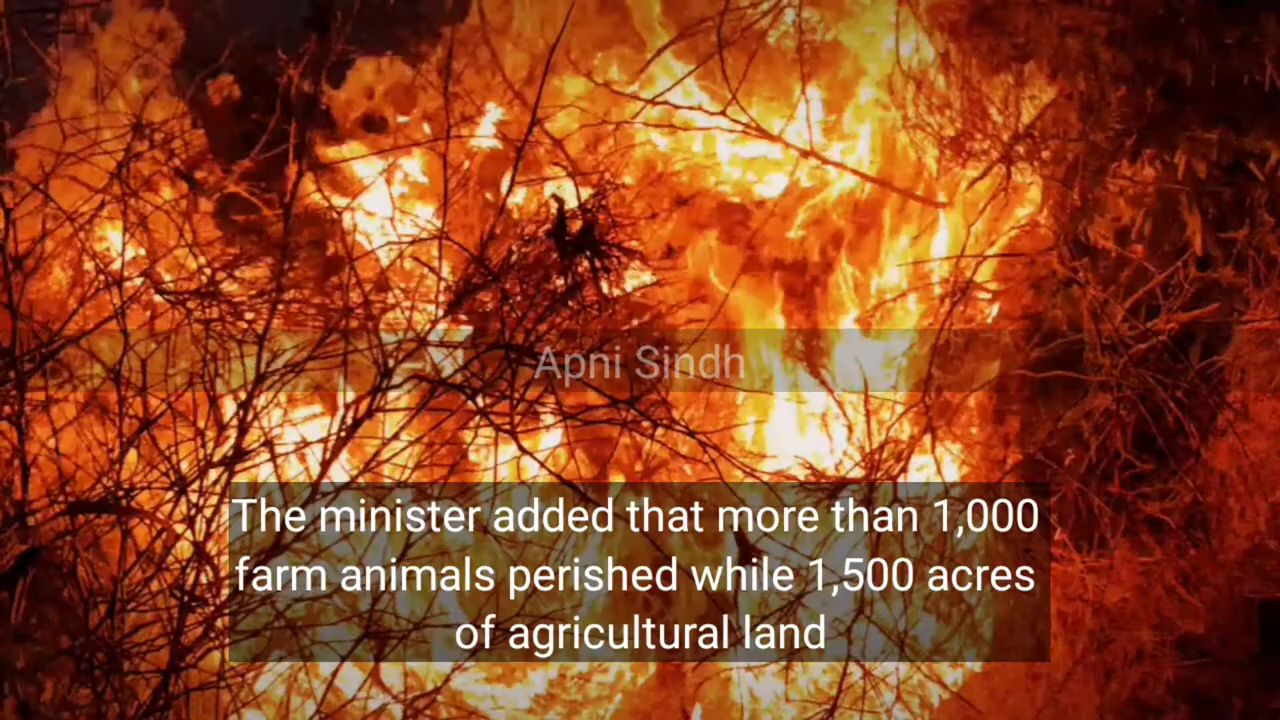 Apni Sindh
The minister added that more than 1,000
farm animals perished while 1,500 acres
of agricultural land